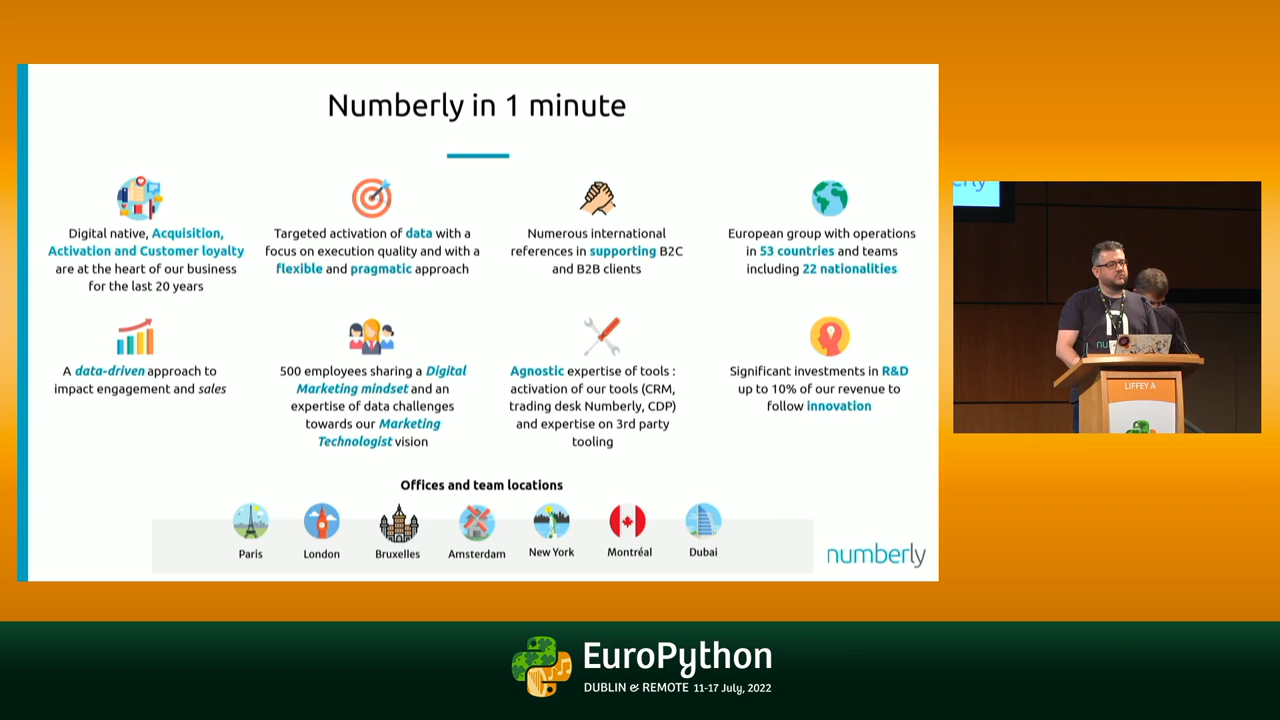 Numberly in 1 minute
Digital native, Acquisition,
Activation and Customer loyalty
are at the heart of our business
for the last 20 years
Targeted activation of data with a
focus on execution quality and with a
flexible and pragmatic approach
Numerous international
references in supporting B2C
and B2B clients
European group with operations
in 53 countries and teams
including 22 nationalities
A data-driven approach to
impact engagement and sales
500 employees sharing a Digital
Marketing mindset and an
expertise of data challenges
towards our Marketing
Technologist vision
Agnostic expertise of tools :
activation of our tools (CRM,
trading desk Numberly, CDP)
and expertise on 3rd party
tooling
Significant investments in R&D
up to 10% of our revenue to
follow innovation
Offices and team locations
Paris
London
Bruxelles
Amsterdam
New York
Montréal
Dubai
numberly
LIFFEY A
EuroPython
DUBLIN & REMOTE 11-17 July, 2022